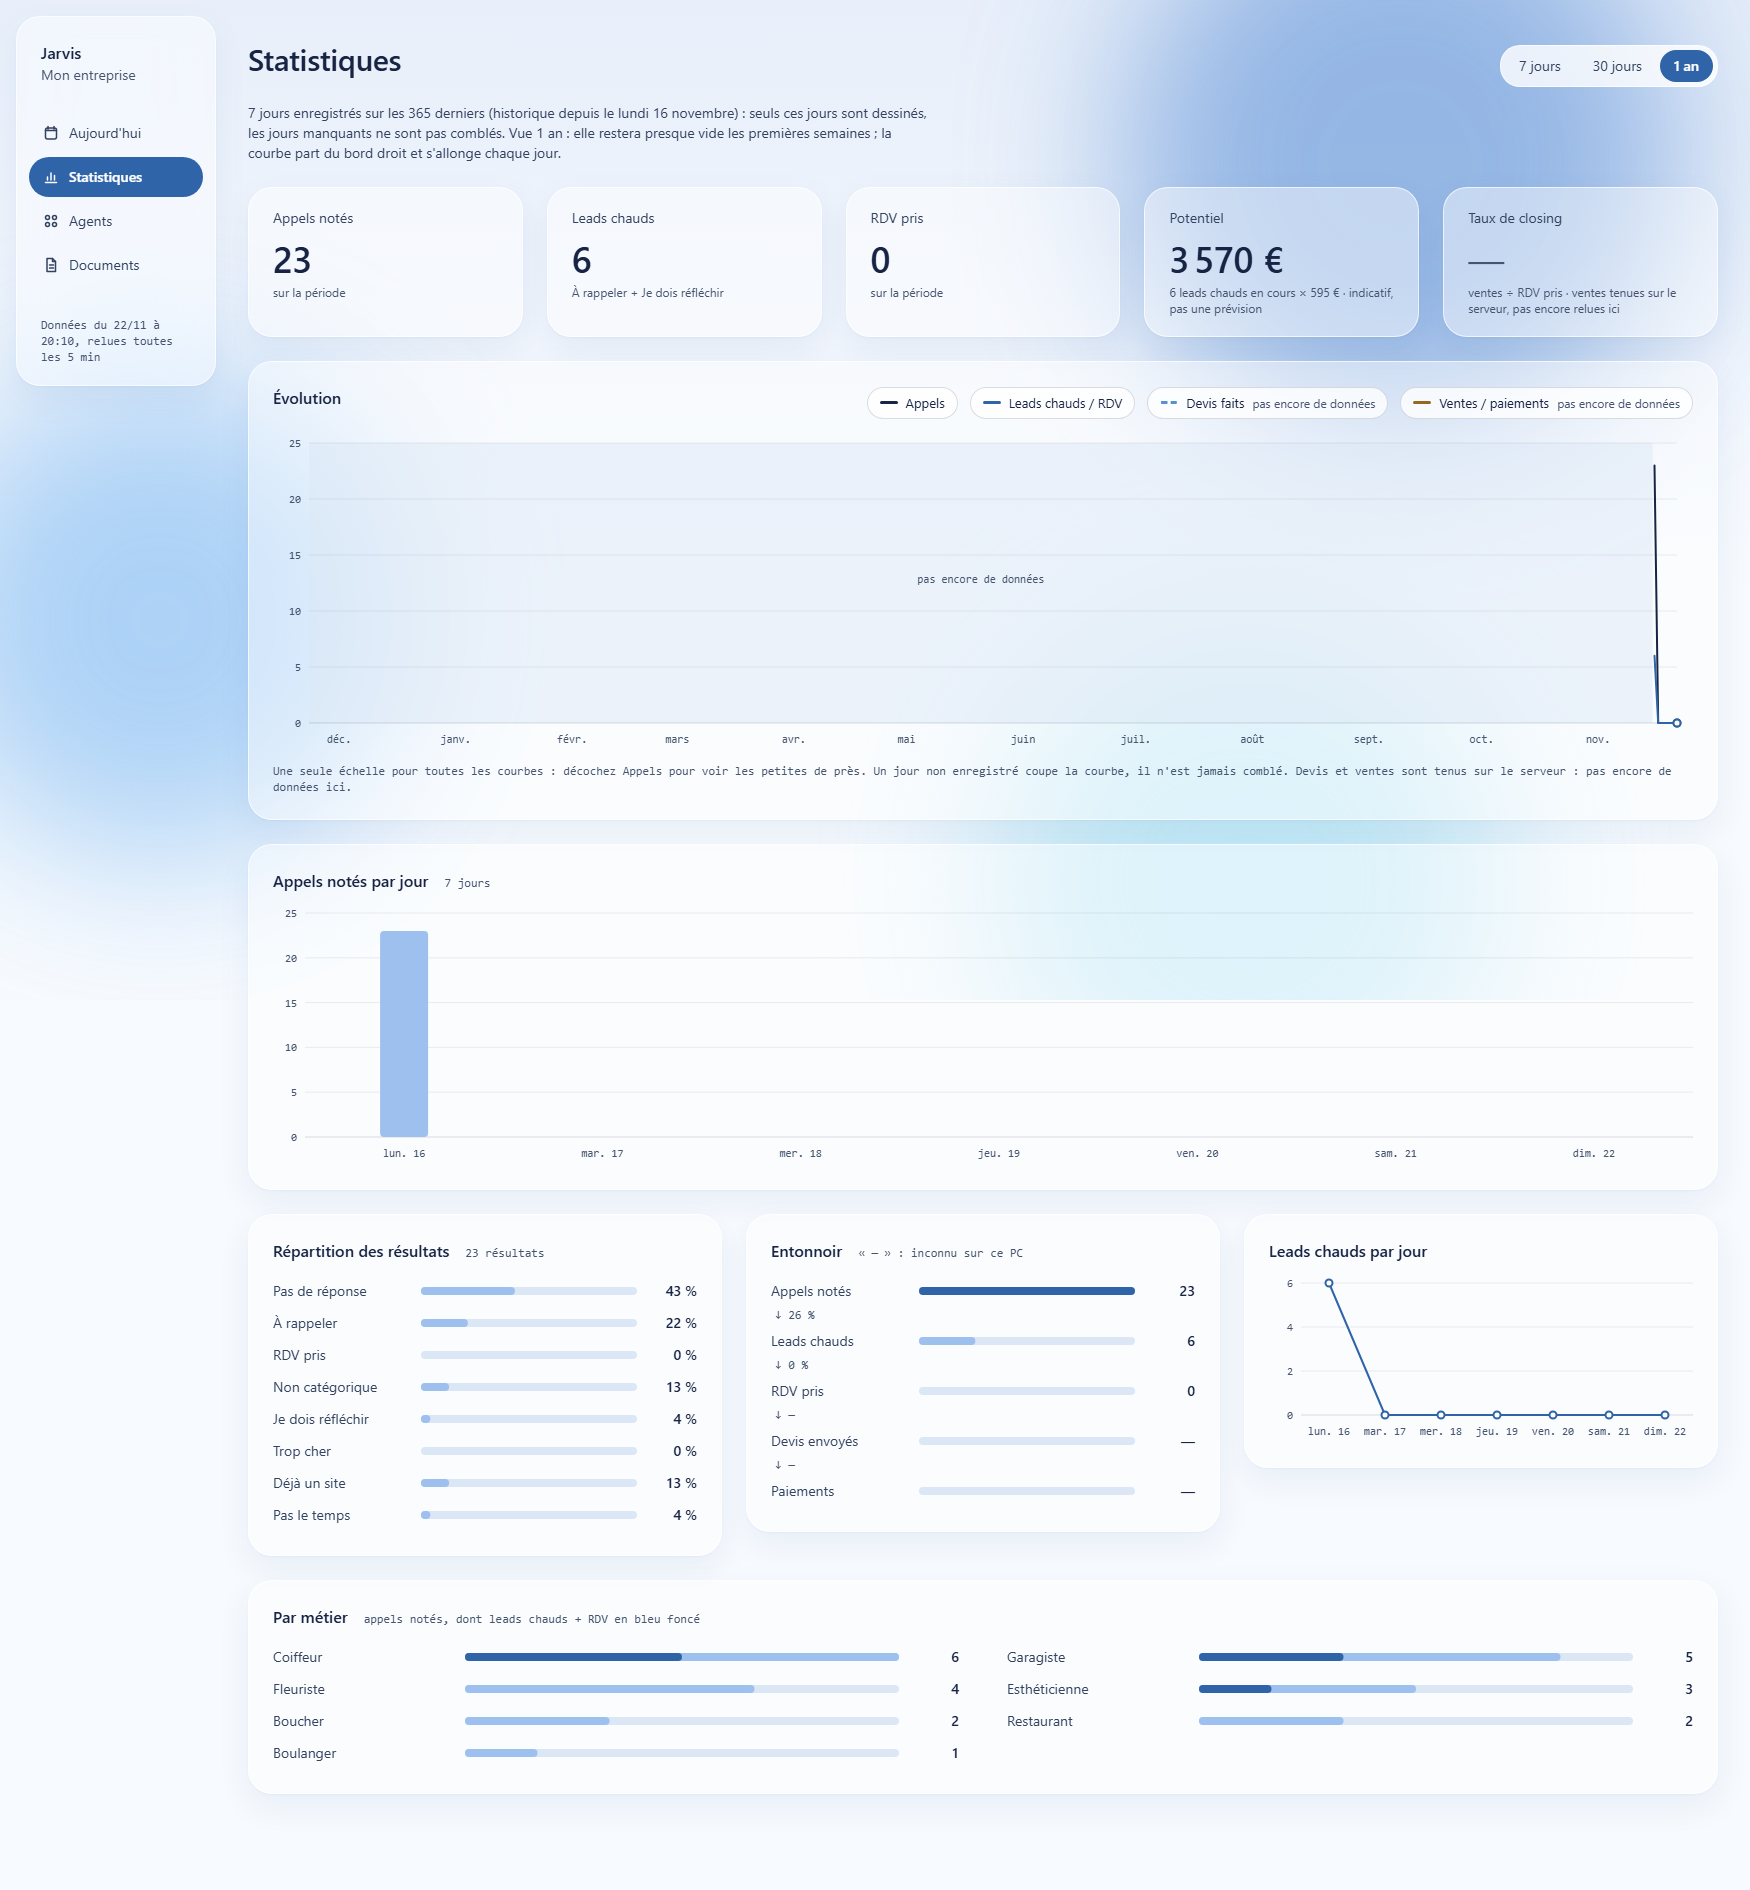 Jarvis
Mon entreprise
Aujourd'hui
Statistiques
Agents
Documents
Données du 22/11 à
20:10, relues toutes
les 5 min
Statistiques
7 jours
30 jours
1 an
7 jours enregistrés sur les 365 derniers (historique depuis le lundi 16 novembre) : seuls ces jours sont dessinés,
les jours manquants ne sont pas comblés. Vue 1 an : elle restera presque vide les premières semaines ; la
courbe part du bord droit et s'allonge chaque jour.
Appels notés
23
sur la période
Leads chauds
6
À rappeler + Je dois réfléchir
RDV pris
0
sur la période
Potentiel
3 570 €
6 leads chauds en cours × 595 € · indicatif,
pas une prévision
Taux de closing
—
ventes ÷ RDV pris · ventes tenues sur le
serveur, pas encore relues ici
Évolution
Appels
Leads chauds / RDV
Devis faits pas encore de données
Ventes / paiements pas encore de données
25
20
15
10
5
0
pas encore de données
déc. janv. févr. mars avr. mai juin juil. août sept. oct. nov.
Une seule échelle pour toutes les courbes : décochez Appels pour voir les petites de près. Un jour non enregistré coupe la courbe, il n'est jamais comblé. Devis et ventes sont tenus sur le serveur : pas encore de
données ici.
Appels notés par jour 7 jours
25
20
15
10
5
0
lun. 16 mar. 17 mer. 18 jeu. 19 ven. 20 sam. 21 dim. 22
Répartition des résultats 23 résultats
Pas de réponse 43 %
À rappeler 22 %
RDV pris 0 %
Non catégorique 13 %
Je dois réfléchir 4 %
Trop cher 0 %
Déjà un site 13 %
Pas le temps 4 %
Entonnoir « — » : inconnu sur ce PC
Appels notés 23
↓ 26 %
Leads chauds 6
↓ 0 %
RDV pris 0
↓ —
Devis envoyés —
↓ —
Paiements —
Leads chauds par jour
6
4
2
0
lun. 16 mar. 17 mer. 18 jeu. 19 ven. 20 sam. 21 dim. 22
Par métier appels notés, dont leads chauds + RDV en bleu foncé
Coiffeur 6
Garagiste 5
Fleuriste 4
Esthéticienne 3
Boucher 2
Restaurant 2
Boulanger 1